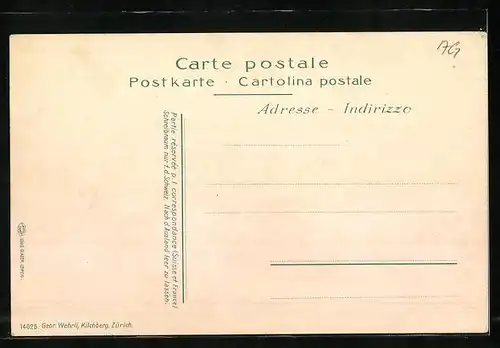 AG
Carte postale
Postkarte · Cartolina postale
Adresse - Indirizzo
Partie réservée p. l. correspondance (Suisse et France)
Schreibraum nur f. d. Schweiz. Nach d. Ausland leer zu lassen.
14025 Gebr. Wehrli, Kilchberg, Zürich.